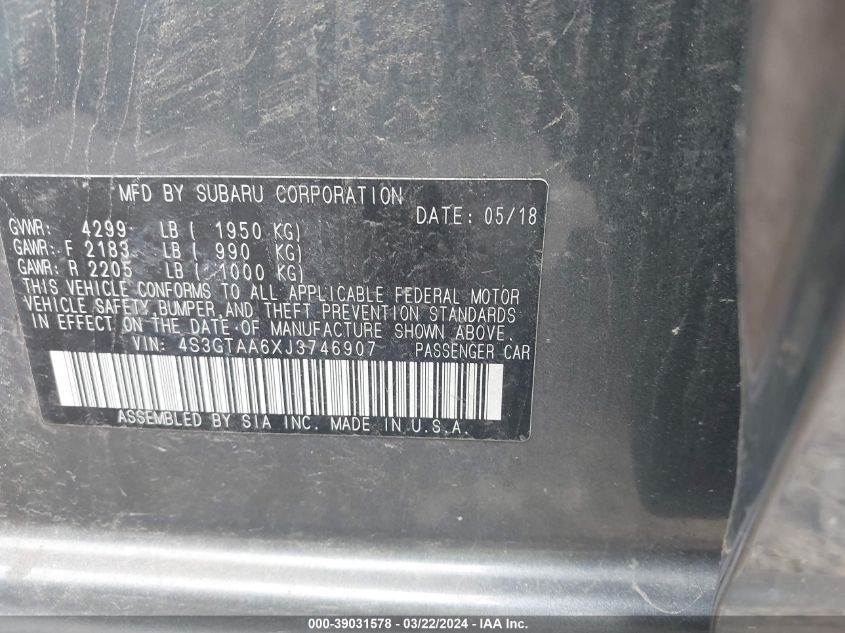 MFD BY SUBARU CORPORATION
DATE: 05/18
GVWR: 4299 LB ( 1950 KG)
GAWR: F 2183 LB ( 990 KG)
GAWR: R 2205 LB ( 1000 KG)
THIS VEHICLE CONFORMS TO ALL APPLICABLE FEDERAL MOTOR
VEHICLE SAFETY, BUMPER, AND THEFT PREVENTION STANDARDS
IN EFFECT ON THE DATE OF MANUFACTURE SHOWN ABOVE.
VIN: 4S3GTAA6XJ3746907 PASSENGER CAR
ASSEMBLED BY SIA INC. MADE IN U.S.A.
000-39031578 - 03/22/2024 - IAA Inc.